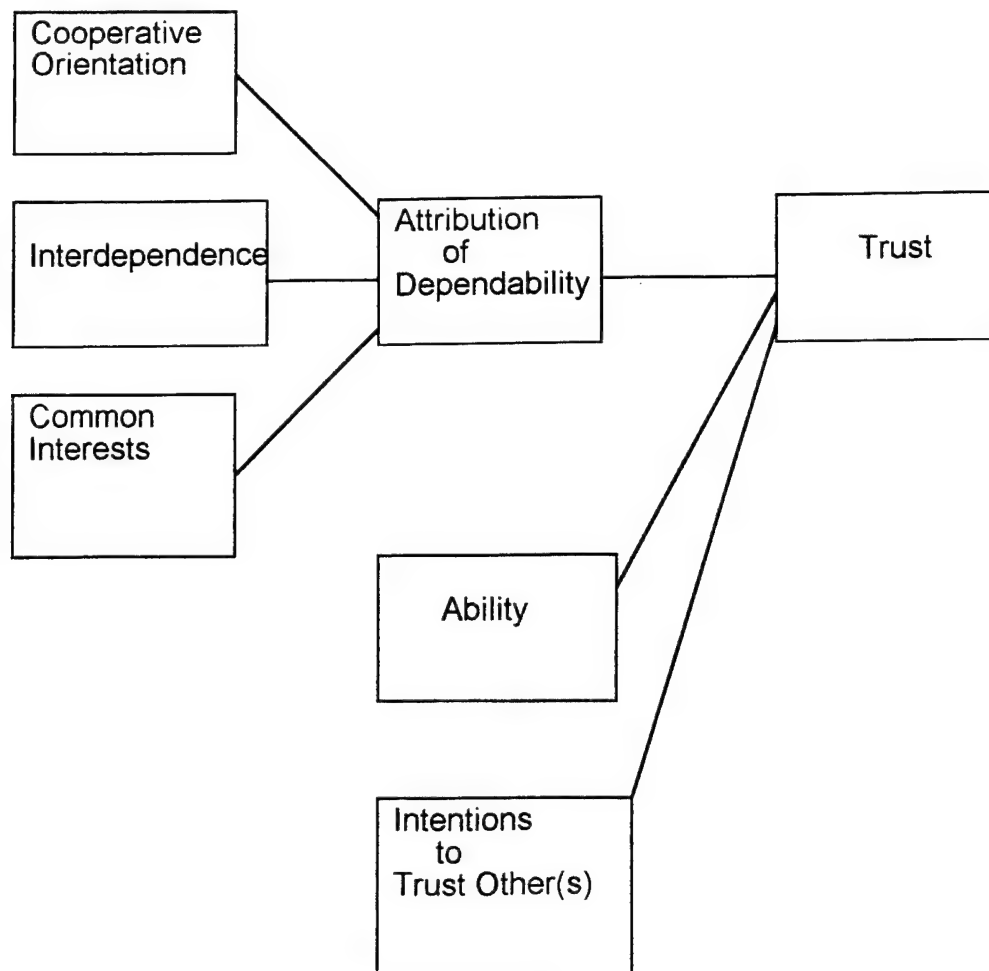 Cooperative
Orientation
Interdependence
Common
Interests
Attribution
of
Dependability
Trust
Ability
Intentions
to
Trust Other(s)